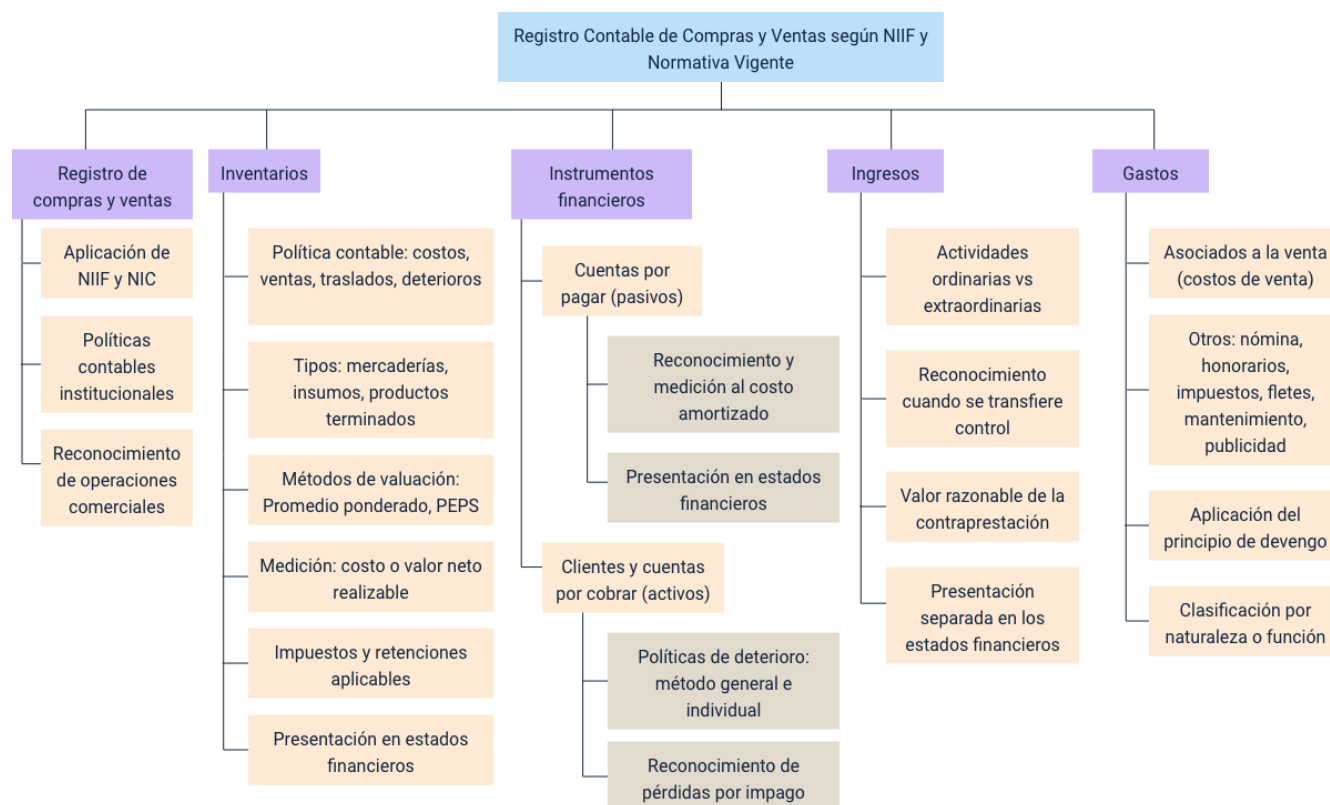 Registro Contable de Compras y Ventas según NIIF y
Normativa Vigente
Registro de
compras y ventas
Aplicación de
NIIF y NIC
Políticas
contables
institucionales
Reconocimiento
de operaciones
comerciales
Inventarios
Política contable: costos,
ventas, traslados, deterioros
Tipos: mercaderías,
insumos, productos
terminados
Métodos de valuación:
Promedio ponderado, PEPS
Medición: costo o valor neto
realizable
Impuestos y retenciones
aplicables
Presentación en estados
financieros
Instrumentos
financieros
Cuentas por
pagar (pasivos)
Reconocimiento y
medición al costo
amortizado
Presentación en estados
financieros
Clientes y cuentas
por cobrar (activos)
Políticas de deterioro:
método general e
individual
Reconocimiento de
pérdidas por impago
Ingresos
Actividades
ordinarias vs
extraordinarias
Reconocimiento
cuando se transfiere
control
Valor razonable de la
contraprestación
Presentación
separada en los
estados financieros
Gastos
Asociados a la venta
(costos de venta)
Otros: nómina,
honorarios,
impuestos, fletes,
mantenimiento,
publicidad
Aplicación del
principio de devengo
Clasificación por
naturaleza o función